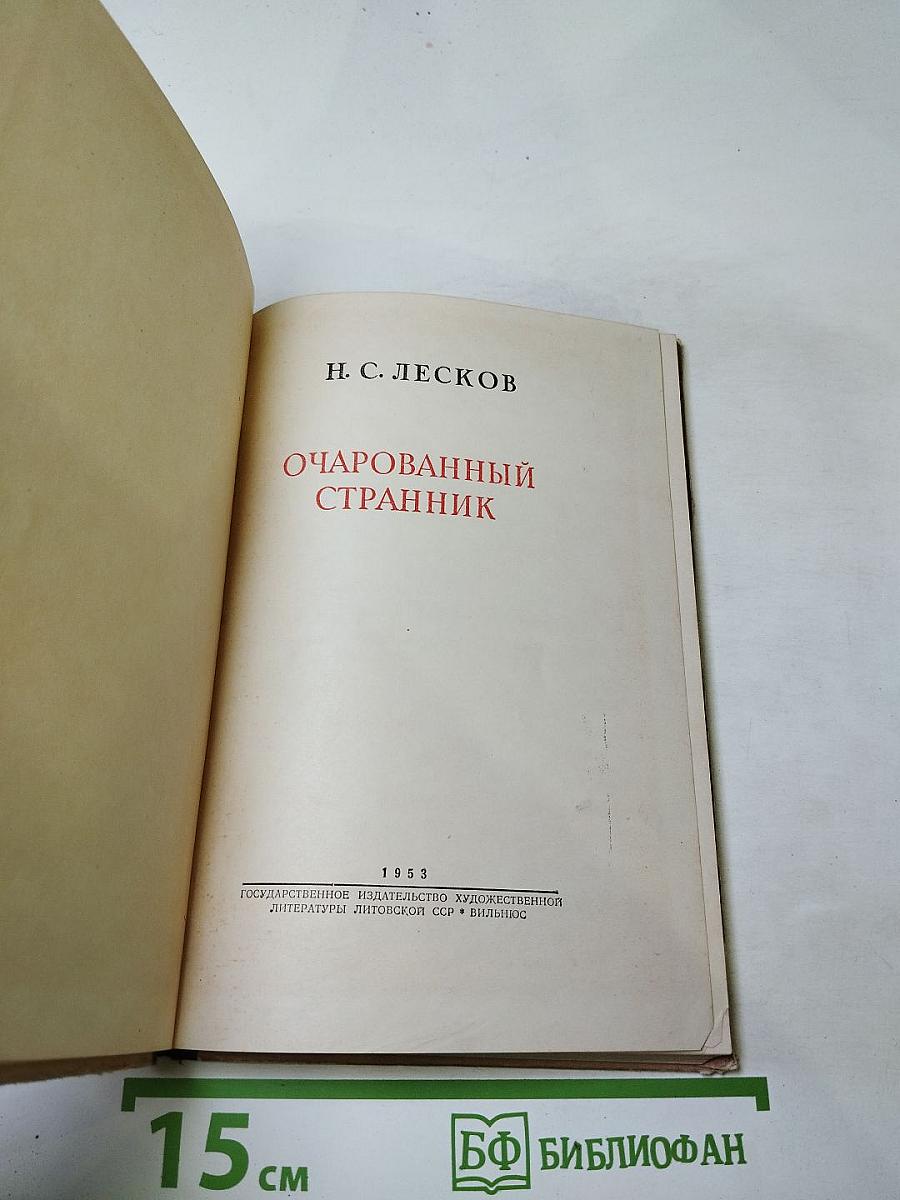 Н. С. ЛЕСКОВ
ОЧАРОВАННЫЙ
СТРАННИК
1953
ГОСУДАРСТВЕННОЕ ИЗДАТЕЛЬСТВО ХУДОЖЕСТВЕННОЙ
ЛИТЕРАТУРЫ ЛИТОВСКОЙ ССР * ВИЛЬНЮС
15 см
БФ БИБЛИОФАН